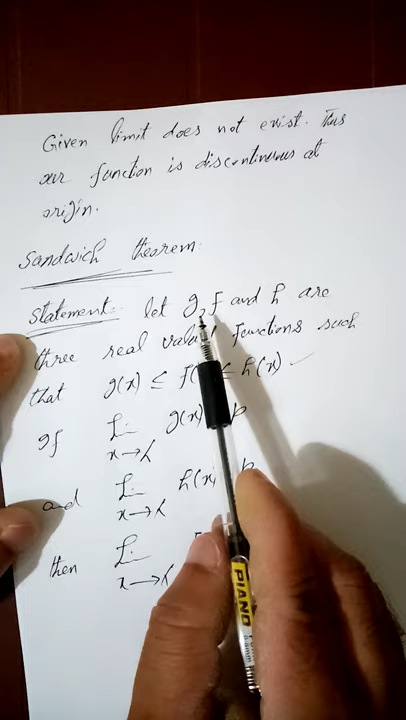 Given limit does not exist. Thus
our function is discontinuous at
origin.
Sandwich theorem.
Statement: let g, f and h are
three real valued functions such
that g(x) ≤ f( ≤ h(x) ✓
If Lim x→α g(x) p
and Lim x→α h(x) p
then Lim x→α
PIANO